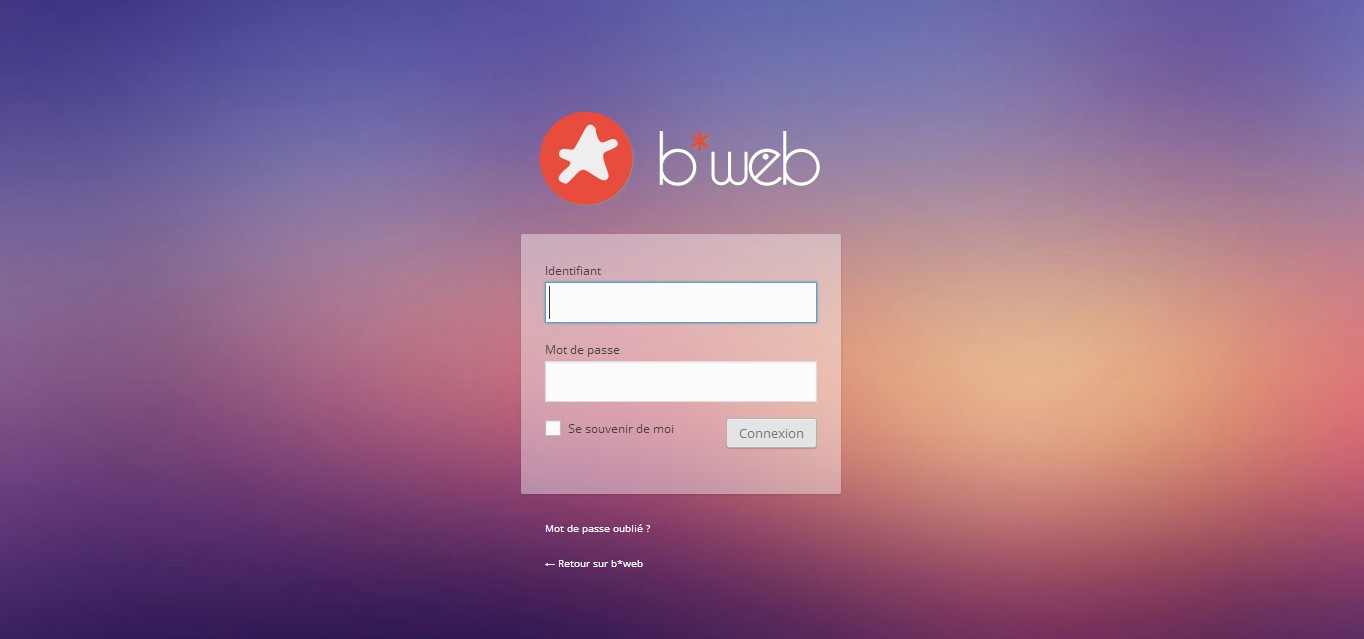 b*web
Identifiant
Mot de passe
Se souvenir de moi
Connexion
Mot de passe oublié ?
← Retour sur b*web